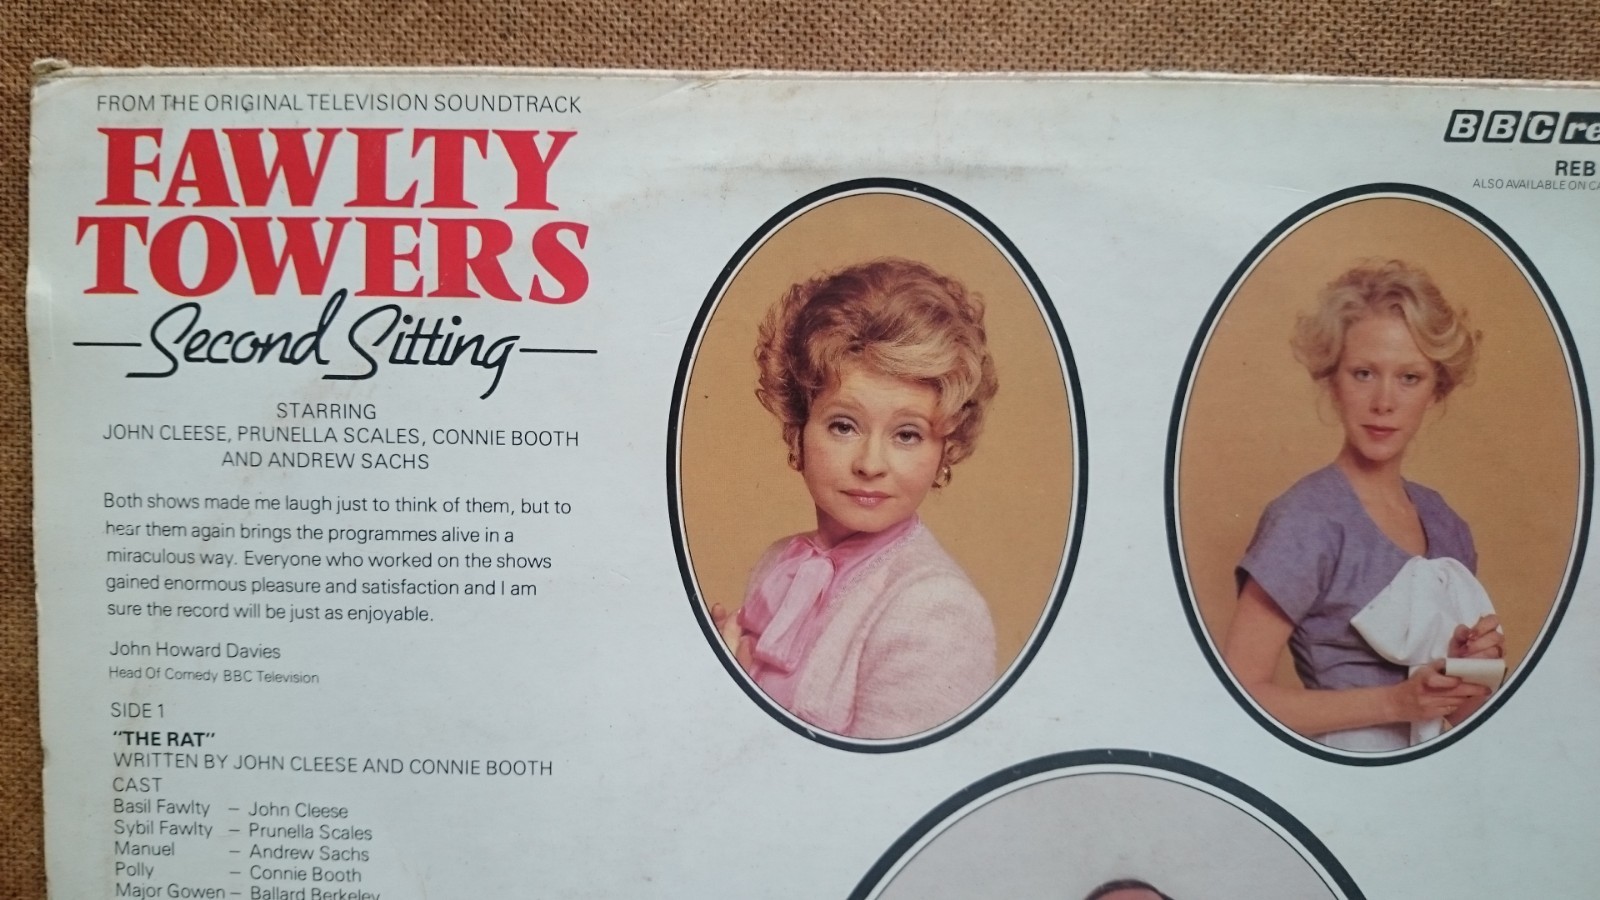 FROM THE ORIGINAL TELEVISION SOUNDTRACK
FAWLTY
TOWERS
Second Sitting
STARRING
JOHN CLEESE, PRUNELLA SCALES, CONNIE BOOTH
AND ANDREW SACHS
Both shows made me laugh just to think of them, but to
hear them again brings the programmes alive in a
miraculous way. Everyone who worked on the shows
gained enormous pleasure and satisfaction and I am
sure the record will be just as enjoyable.
John Howard Davies
Head Of Comedy BBC Television
SIDE 1
"THE RAT"
WRITTEN BY JOHN CLEESE AND CONNIE BOOTH
CAST
Basil Fawlty – John Cleese
Sybil Fawlty – Prunella Scales
Manuel – Andrew Sachs
Polly – Connie Booth
Major Gowen – Ballard Berkeley
BBC re
REB
ALSO AVAILABLE ON